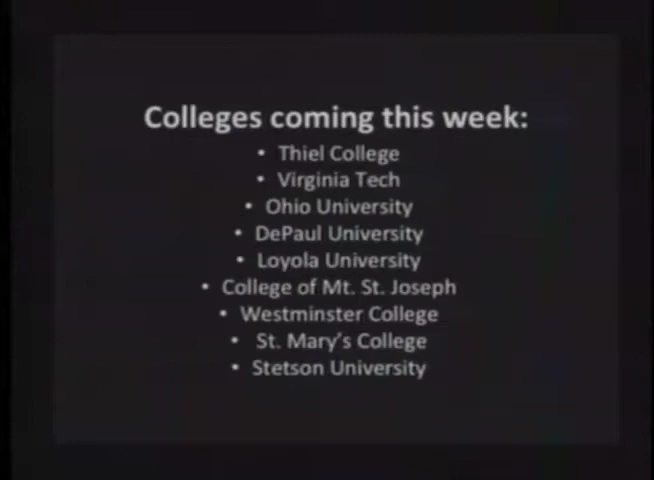 Colleges coming this week:
• Thiel College
• Virginia Tech
• Ohio University
• DePaul University
• Loyola University
• College of Mt. St. Joseph
• Westminster College
• St. Mary's College
• Stetson University